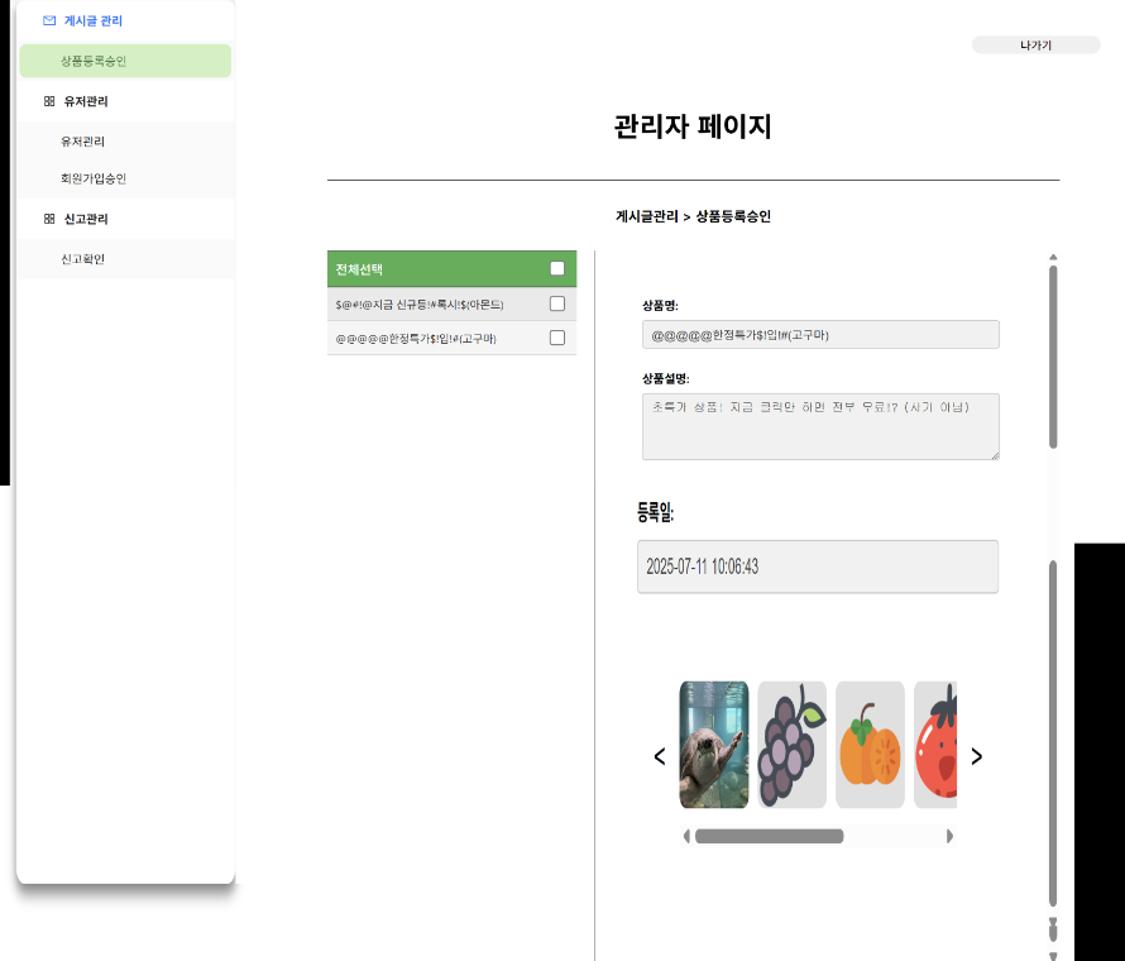 게시글 관리
상품등록승인
유저관리
유저관리
회원가입승인
신고관리
신고확인
나가기
관리자 페이지
게시글관리 > 상품등록승인
전체선택
$@#!@지금 신규등!#록시!$(아몬드)
@@@@@한정특가$!입!#(고구마)
상품명:
@@@@@한정특가$!입!#(고구마)
상품설명:
초특가 상품! 지금 클릭만 하면 전부 무료!? (사기 아님)
등록일:
2025-07-11 10:06:43
< >